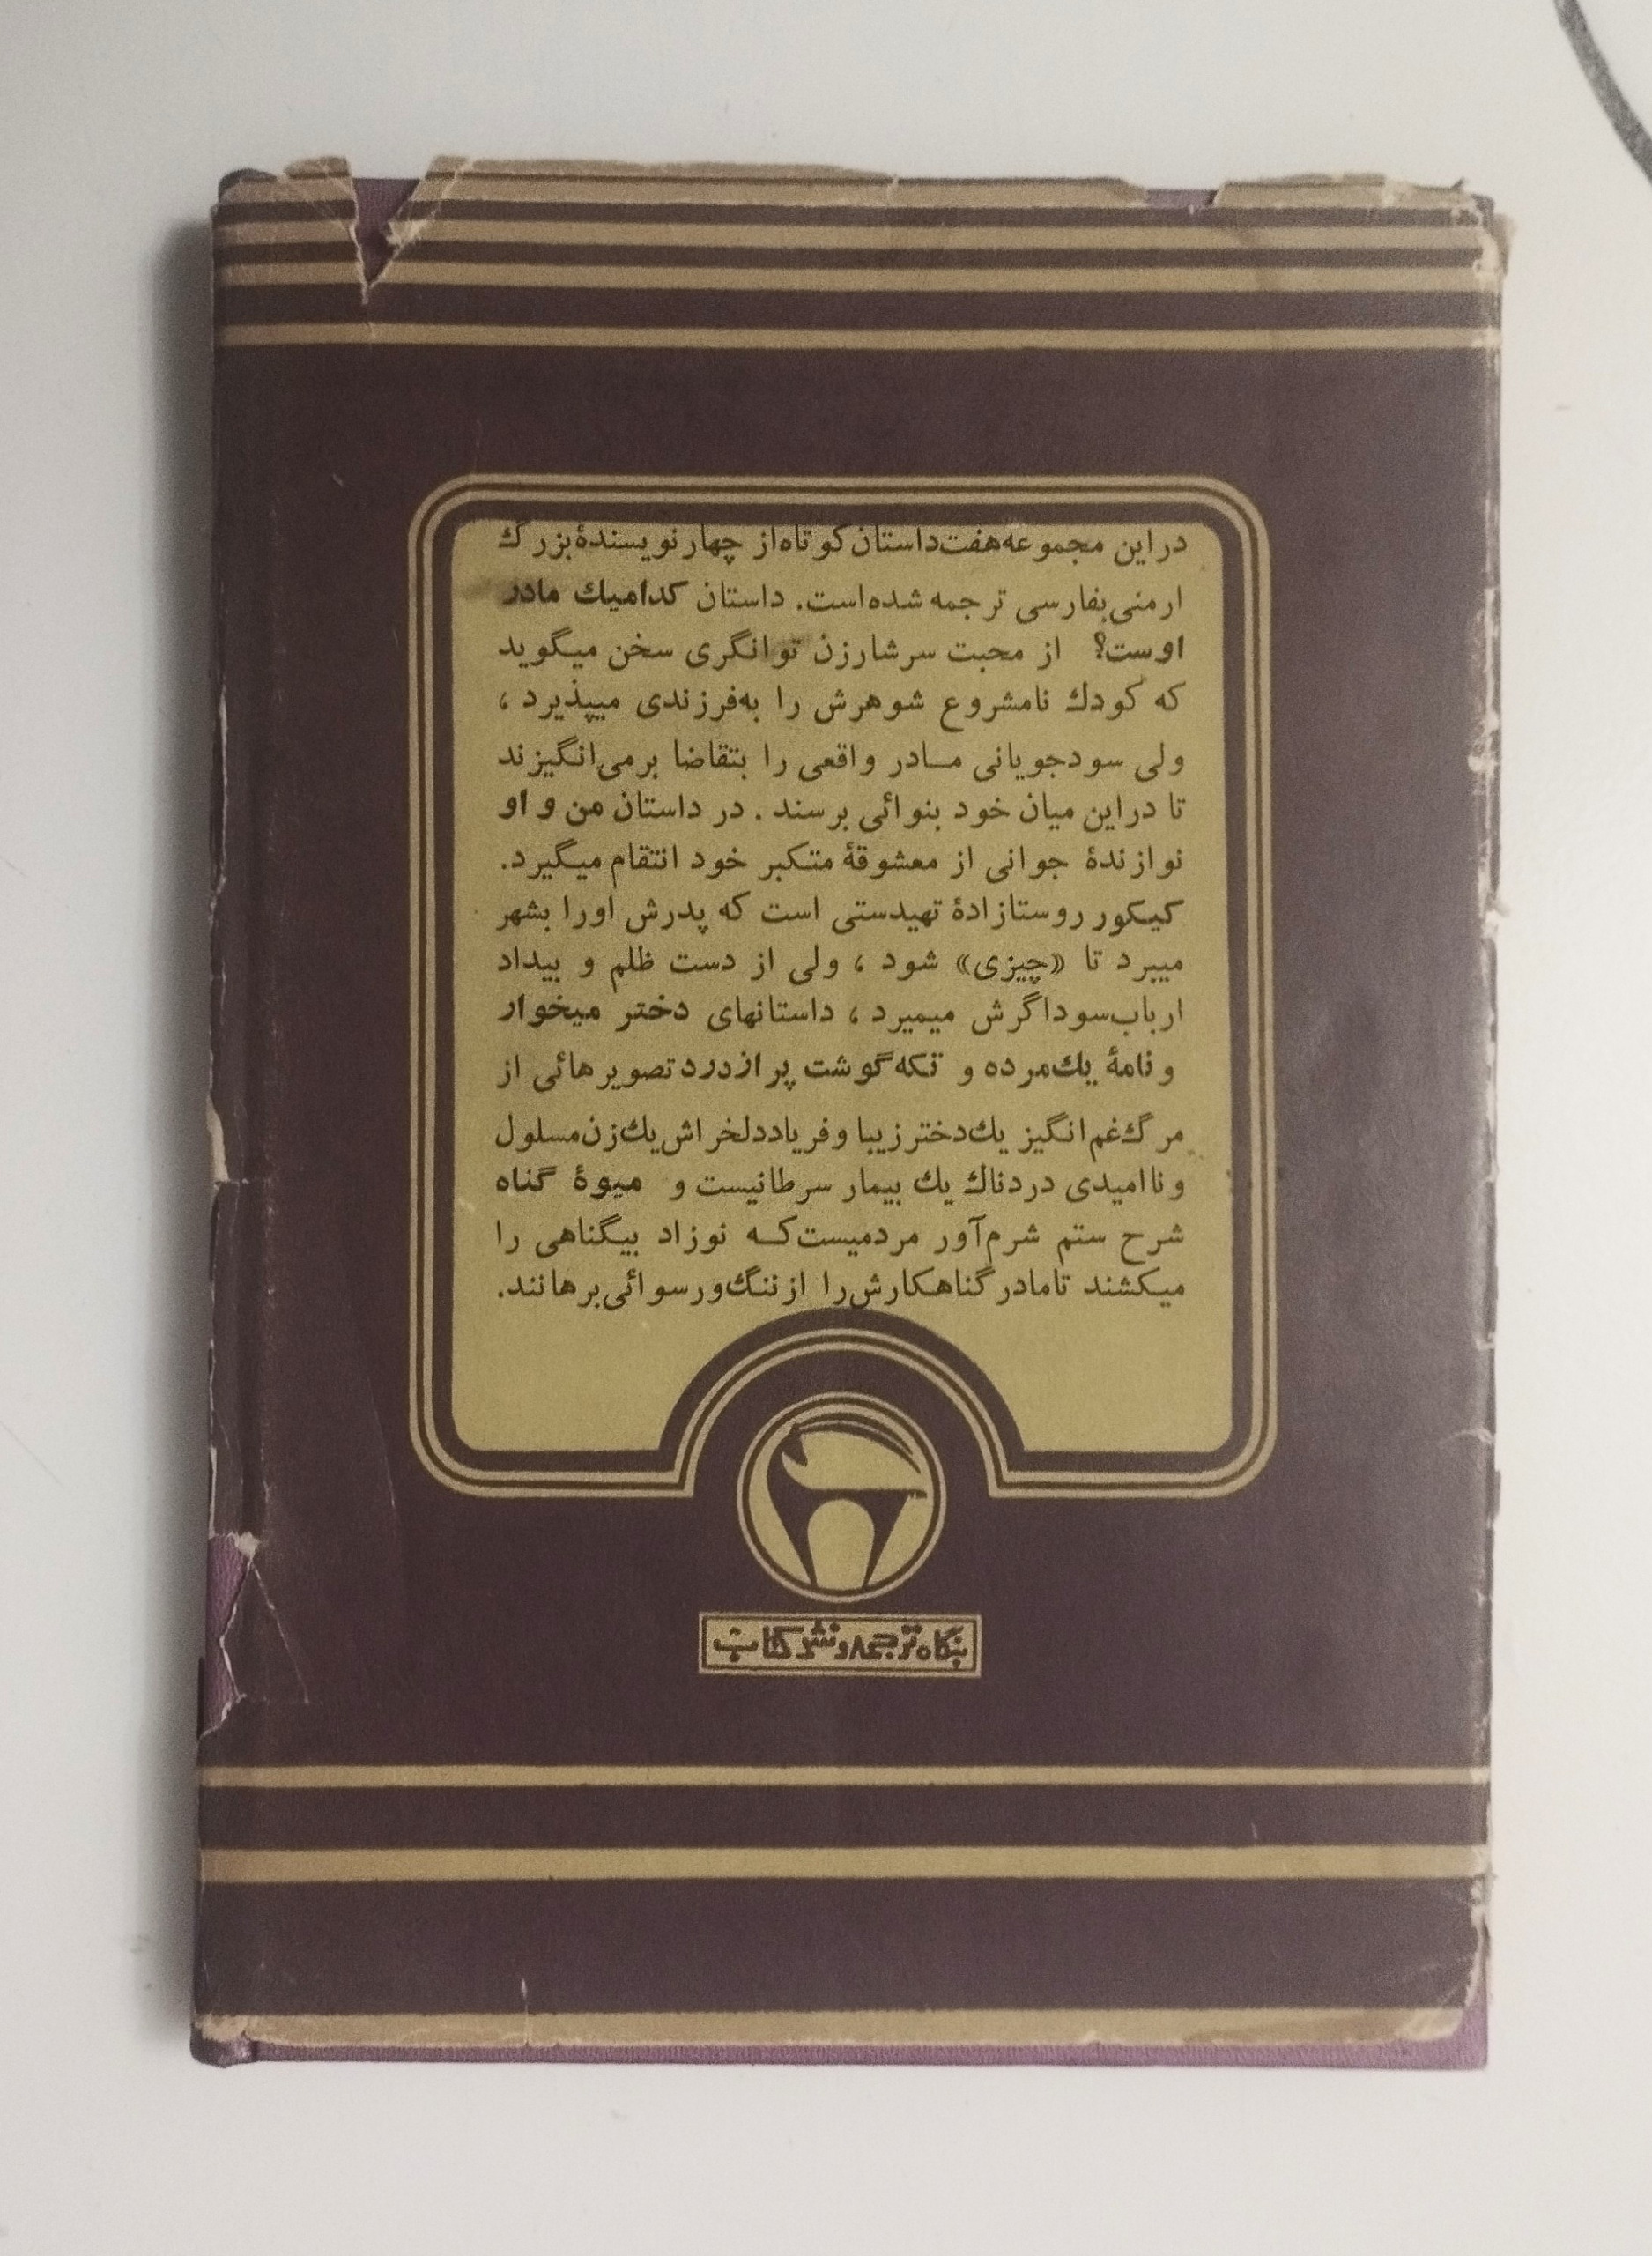 در این مجموعه هفت داستان کوتاه از چهار نویسندهٔ بزرگ
ارمنی بفارسی ترجمه شده است. داستان کدامیك مادر
اوست؟ از محبت سرشار زن توانگری سخن میگوید
که کودك نامشروع شوهرش را به فرزندی میپذیرد،
ولی سودجویانی مادر واقعی را بتقاضا برمی‌انگیزند
تا در این میان خود بنوائی برسند. در داستان من و او
نوازندهٔ جوانی از معشوقهٔ متکبر خود انتقام میگیرد.
کیکور روستازادهٔ تهیدستی است که پدرش او را بشهر
میبرد تا «چیزی» شود، ولی از دست ظلم و بیداد
ارباب سوداگرش میمیرد، داستانهای دختر میخوار
و نامهٔ یك مرده و تکه گوشت پر از درد تصویرهائی از
مرگ غم‌انگیز یك دختر زیبا و فریاد دلخراش یك زن مسلول
و ناامیدی دردناك یك بیمار سرطانیست و میوهٔ گناه
شرح ستم شرم‌آور مردمیست که نوزاد بیگناهی را
میکشند تا مادر گناهکارش را از ننگ و رسوائی برهانند.
بنگاه ترجمه و نشر کتاب